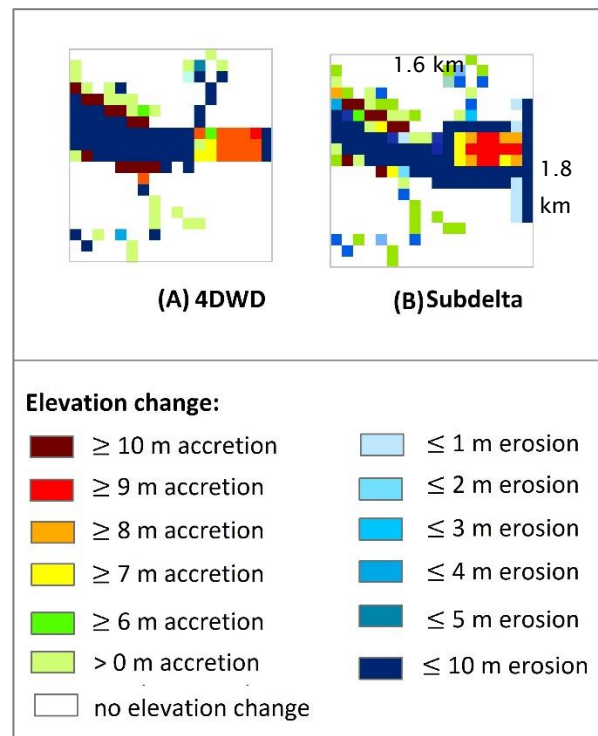 1.6 km
1.8
km
(A) 4DWD
(B) Subdelta
Elevation change:
≥ 10 m accretion
≥ 9 m accretion
≥ 8 m accretion
≥ 7 m accretion
≥ 6 m accretion
> 0 m accretion
no elevation change
≤ 1 m erosion
≤ 2 m erosion
≤ 3 m erosion
≤ 4 m erosion
≤ 5 m erosion
≤ 10 m erosion